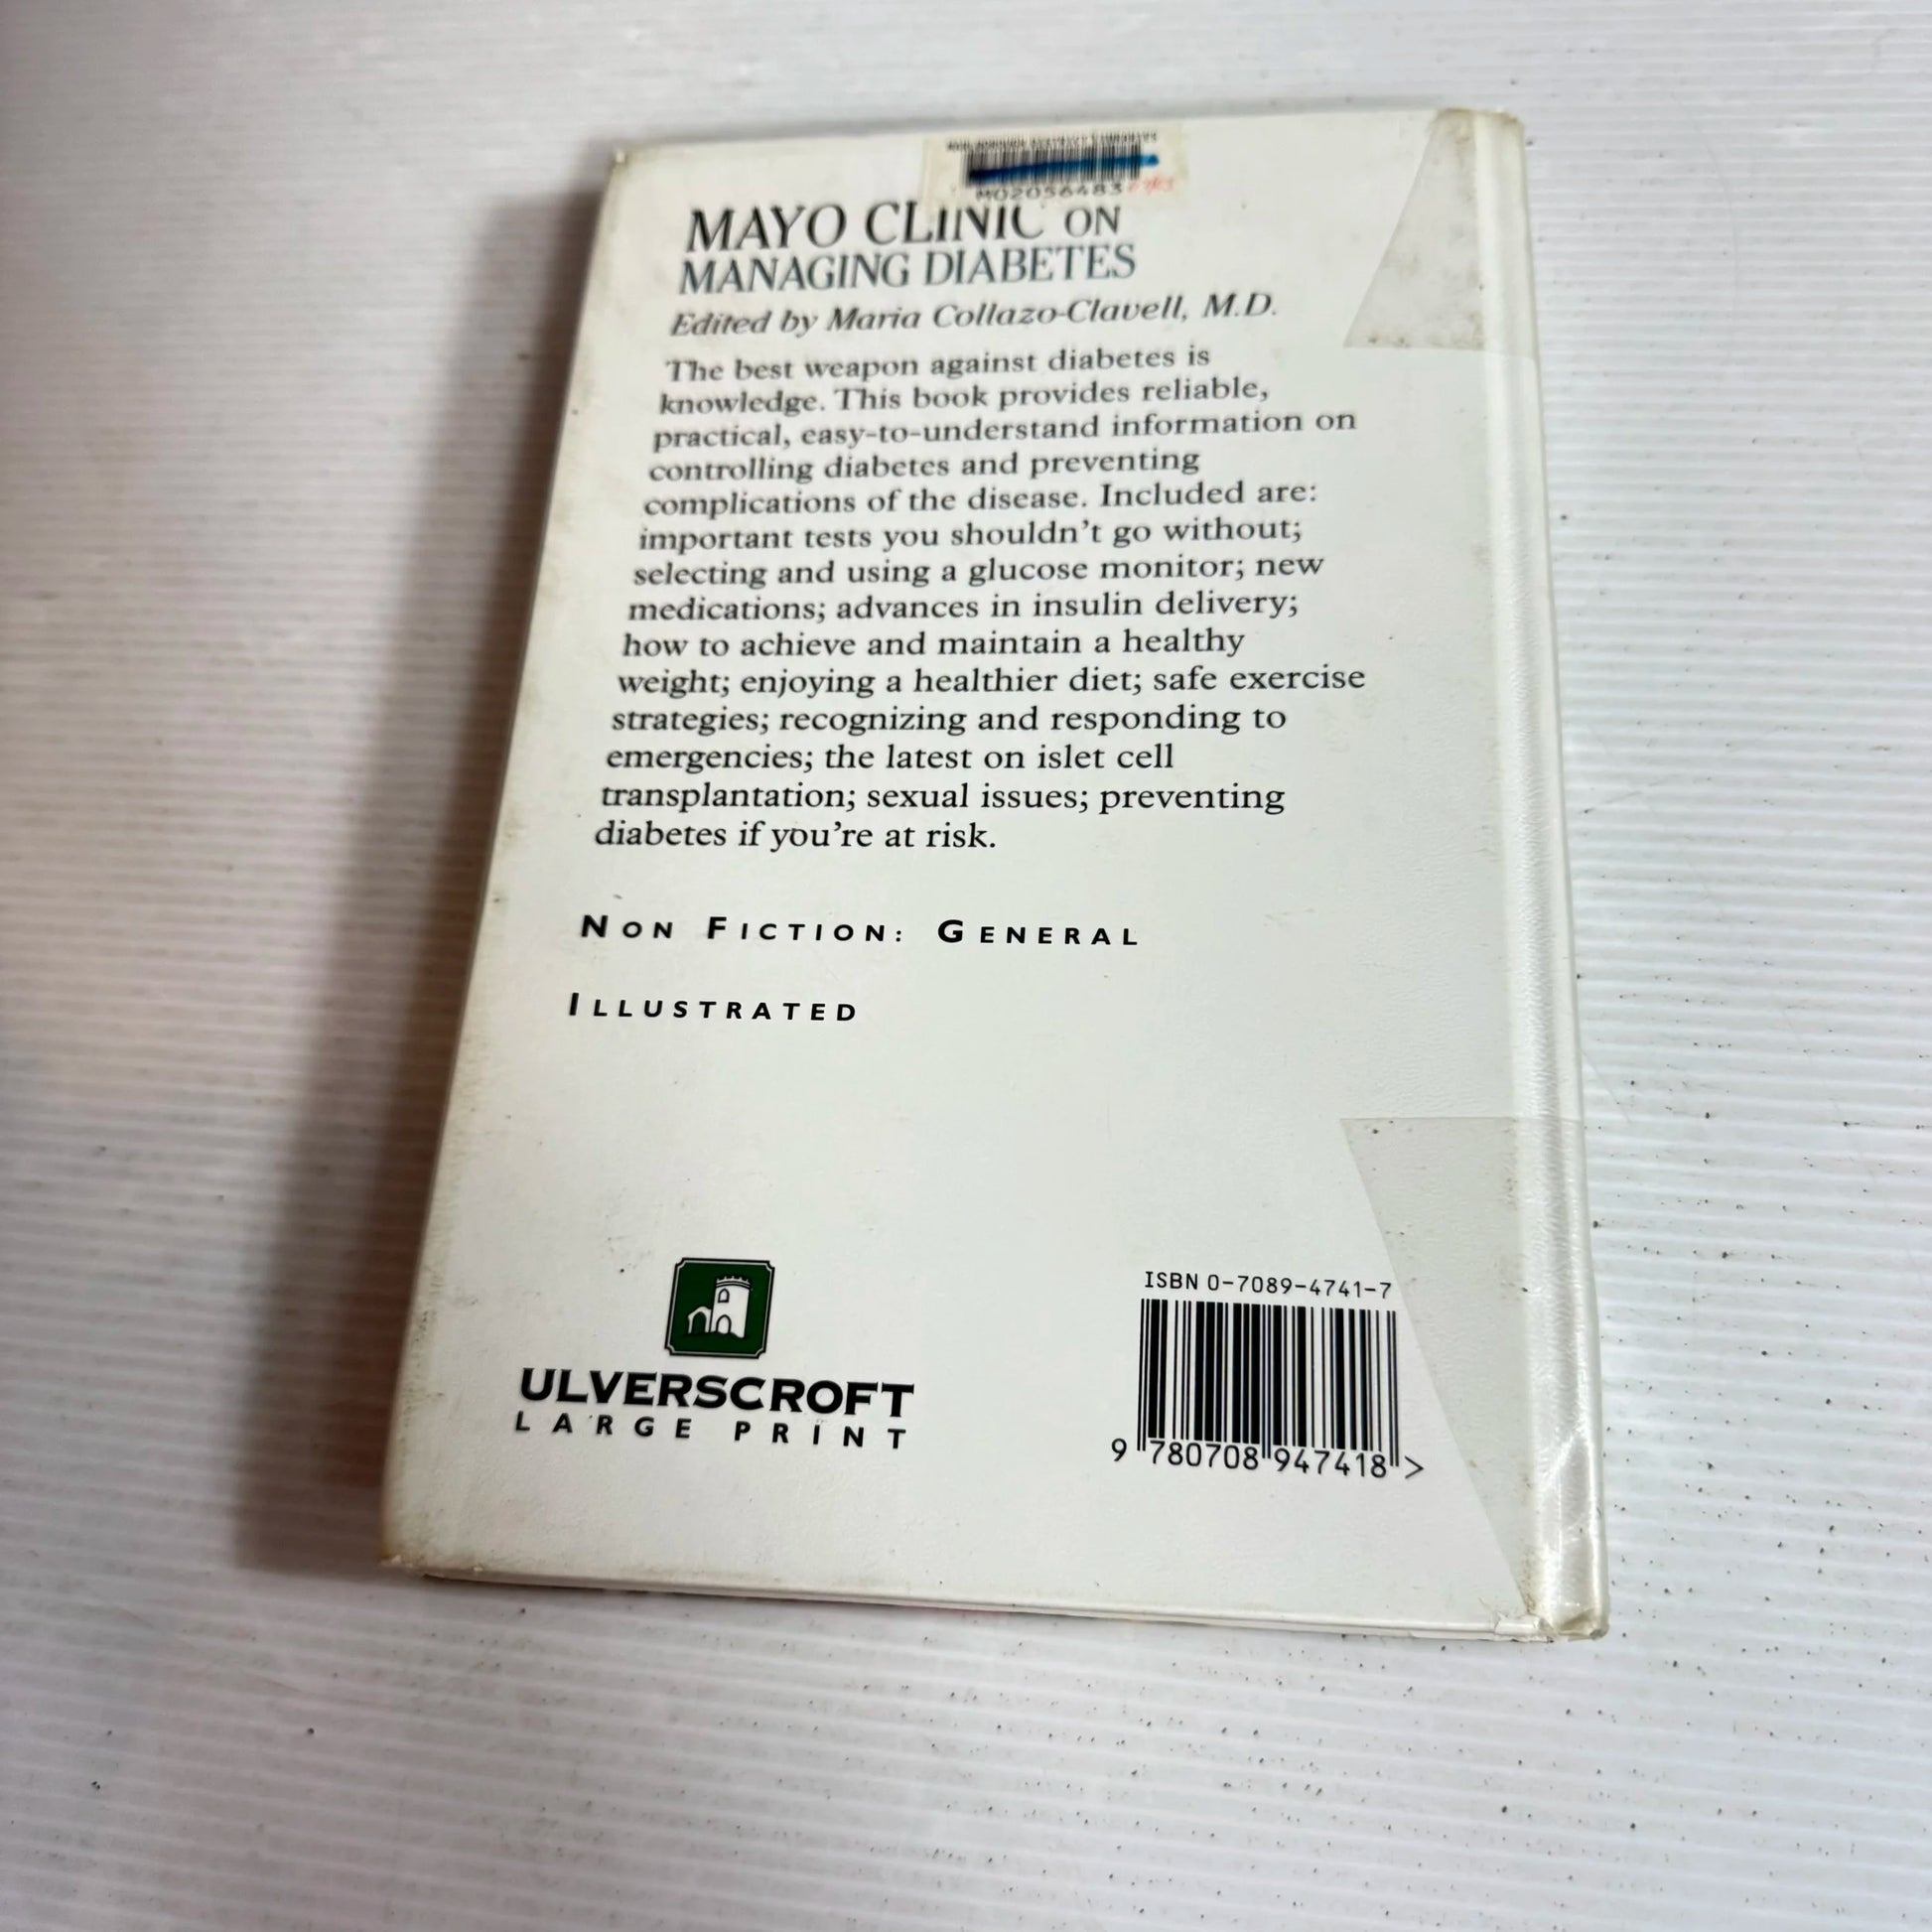 M02056483
MAYO CLINIC ON
MANAGING DIABETES
Edited by Maria Collazo-Clavell, M.D.
The best weapon against diabetes is
knowledge. This book provides reliable,
practical, easy-to-understand information on
controlling diabetes and preventing
complications of the disease. Included are:
important tests you shouldn't go without;
selecting and using a glucose monitor; new
medications; advances in insulin delivery;
how to achieve and maintain a healthy
weight; enjoying a healthier diet; safe exercise
strategies; recognizing and responding to
emergencies; the latest on islet cell
transplantation; sexual issues; preventing
diabetes if you're at risk.
NON FICTION: GENERAL
ILLUSTRATED
ULVERSCROFT
LARGE PRINT
ISBN 0-7089-4741-7
9 780708 947418 >